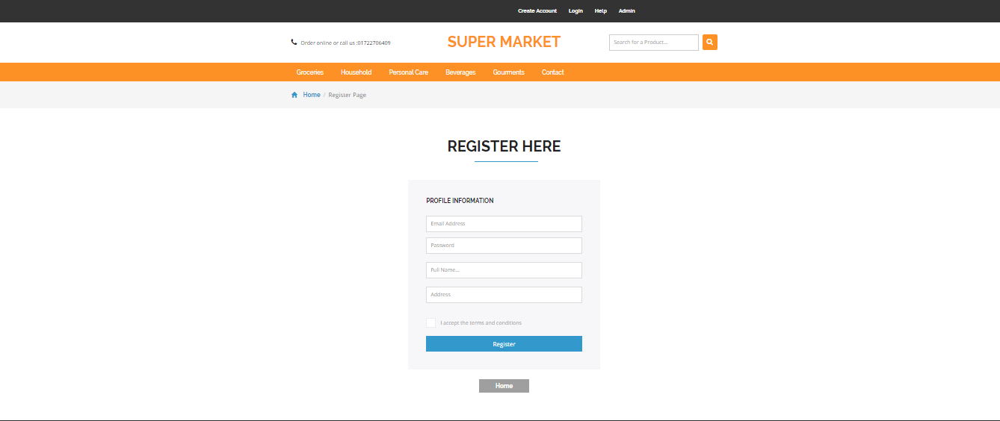 Create Account Login Help Admin
Order online or call us :01722706409
SUPER MARKET
Search for a Product...
Groceries Household Personal Care Beverages Gourments Contact
Home / Register Page
REGISTER HERE
PROFILE INFORMATION
Email Address
Password
Full Name...
Address
I accept the terms and conditions
Register
Home